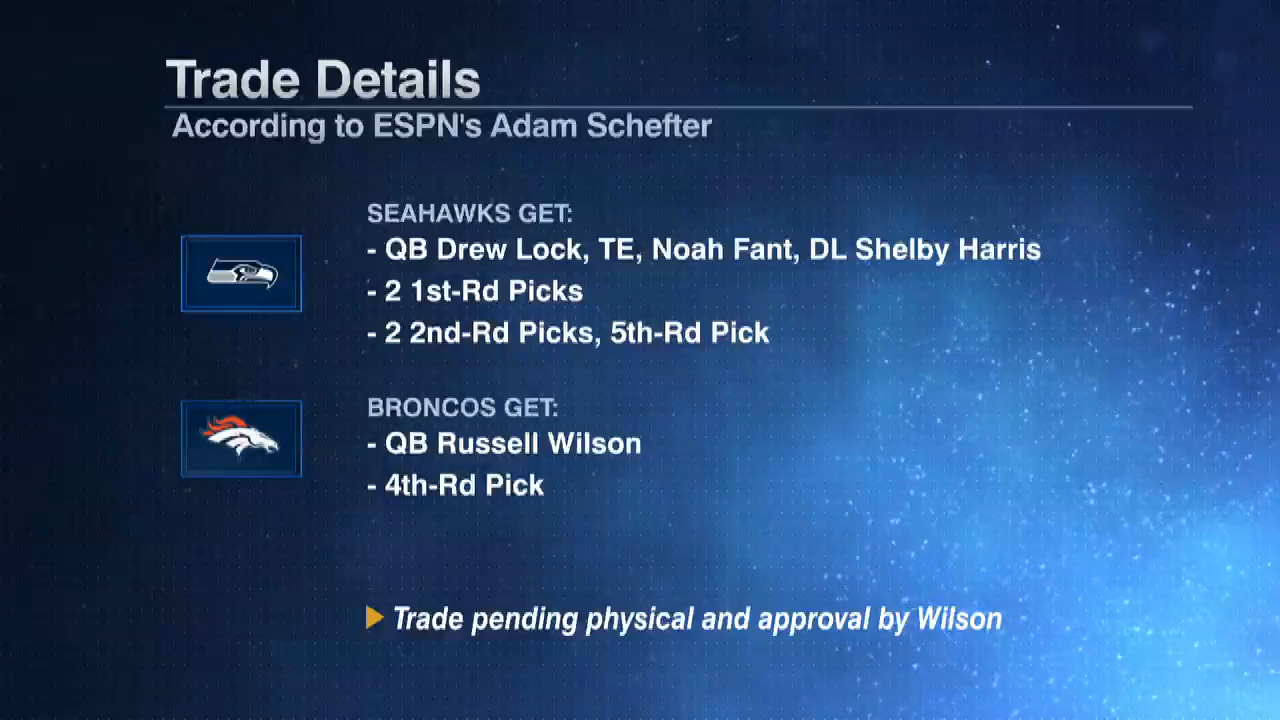 Trade Details
According to ESPN's Adam Schefter
SEAHAWKS GET:
- QB Drew Lock, TE, Noah Fant, DL Shelby Harris
- 2 1st-Rd Picks
- 2 2nd-Rd Picks, 5th-Rd Pick
BRONCOS GET:
- QB Russell Wilson
- 4th-Rd Pick
Trade pending physical and approval by Wilson